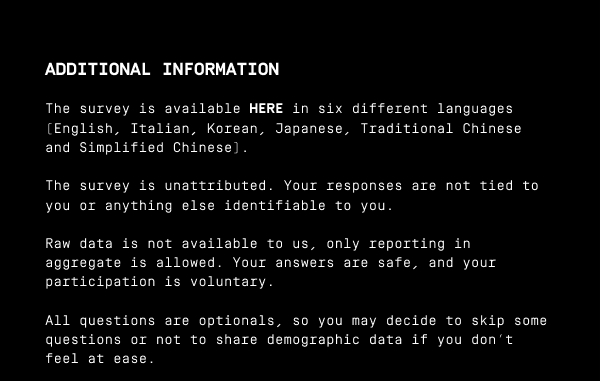 ADDITIONAL INFORMATION
The survey is available HERE in six different languages
[English, Italian, Korean, Japanese, Traditional Chinese
and Simplified Chinese].
The survey is unattributed. Your responses are not tied to
you or anything else identifiable to you.
Raw data is not available to us, only reporting in
aggregate is allowed. Your answers are safe, and your
participation is voluntary.
All questions are optionals, so you may decide to skip some
questions or not to share demographic data if you don't
feel at ease.